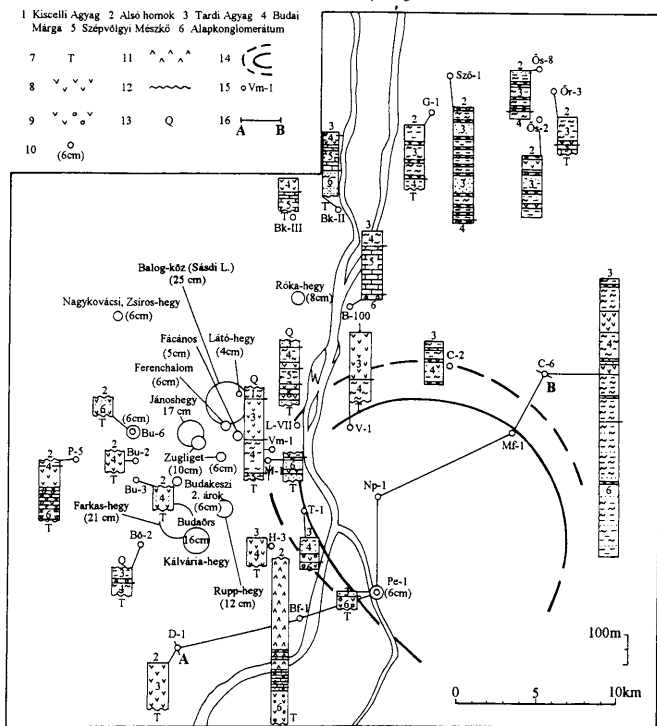 1 Kiscelli Agyag 2 Alsó homok 3 Tardi Agyag 4 Budai
Márga 5 Szépvölgyi Mészkő 6 Alapkonglomerátum
7 T 11 14
8 12 15 Vm-1
9 13 Q 16 A B
10 (6cm)
Ős-8
Sző-1
Őr-3
G-1
Ős-2
Bk-II
Bk-III
Balog-köz (Sásdi L.)
(25 cm)
Róka-hegy
(8cm)
Nagykovácsi, Zsíros-hegy
(6cm)
B-100
Fácános
(5cm)
Látó-hegy
(4cm)
Ferenchalom
(6cm)
C-2
C-6
B
Jánoshegy
17 cm
(6cm)
Bu-6
L-VII
V-1
Vm-1
Mf-1
P-5
Bu-2
Zugliget
(10cm)
(6cm)
M-1
Bu-3
Budakeszi
2. árok
(6cm)
Np-1
Farkas-hegy
(21 cm)
Budaörs
16cm
Kálvária-hegy
T-1
Bö-2
H-3
Rupp-hegy
(12 cm)
Pe-1
(6cm)
Bf-1
D-1
A
100m
0 5 10km